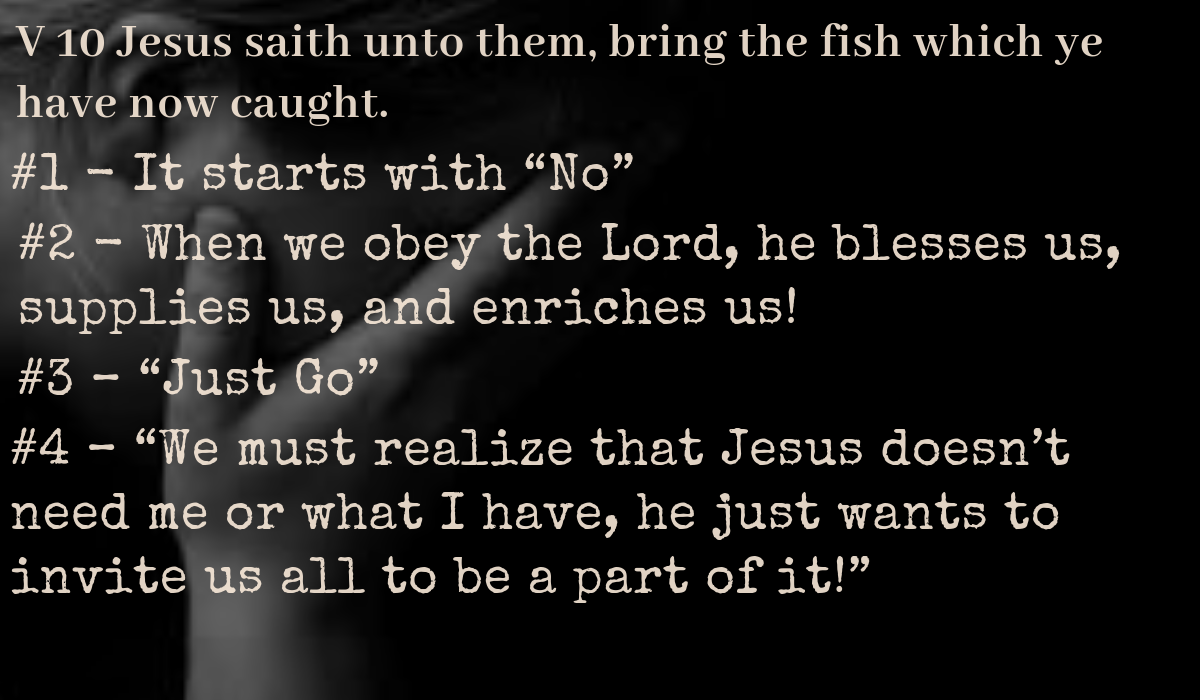 V 10 Jesus saith unto them, bring the fish which ye
have now caught.
#1 – It starts with “No”
#2 – When we obey the Lord, he blesses us,
supplies us, and enriches us!
#3 – “Just Go”
#4 – “We must realize that Jesus doesn’t
need me or what I have, he just wants to
invite us all to be a part of it!”